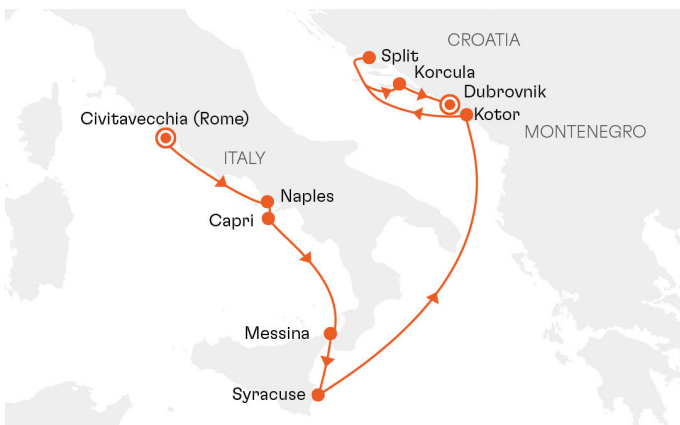 CROATIA
Split
Korcula
Dubrovnik
Kotor
MONTENEGRO
Civitavecchia (Rome)
ITALY
Naples
Capri
Messina
Syracuse